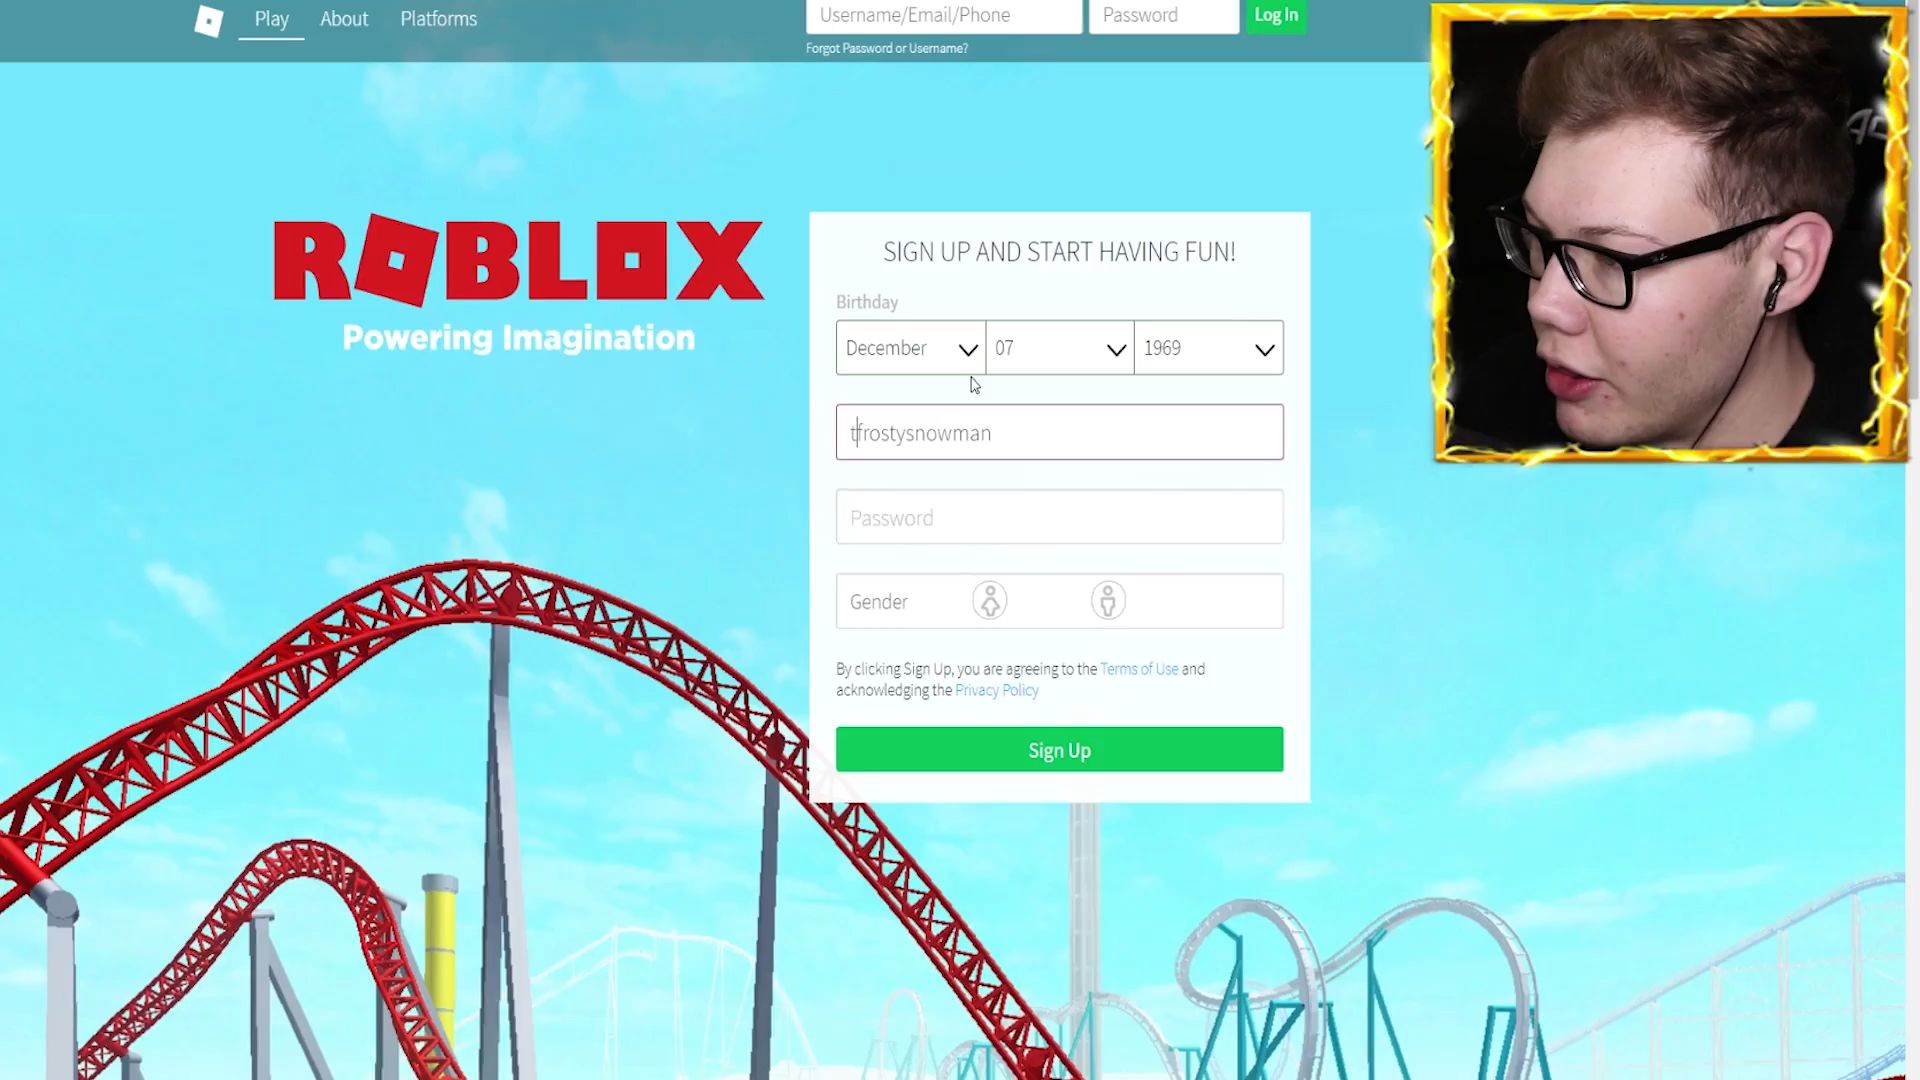 Play About Platforms
Username/Email/Phone Password Log In
Forgot Password or Username?
ROBLOX
Powering Imagination
SIGN UP AND START HAVING FUN!
Birthday
December 07 1969
tfrostysnowman
Password
Gender
By clicking Sign Up, you are agreeing to the Terms of Use and
acknowledging the Privacy Policy
Sign Up